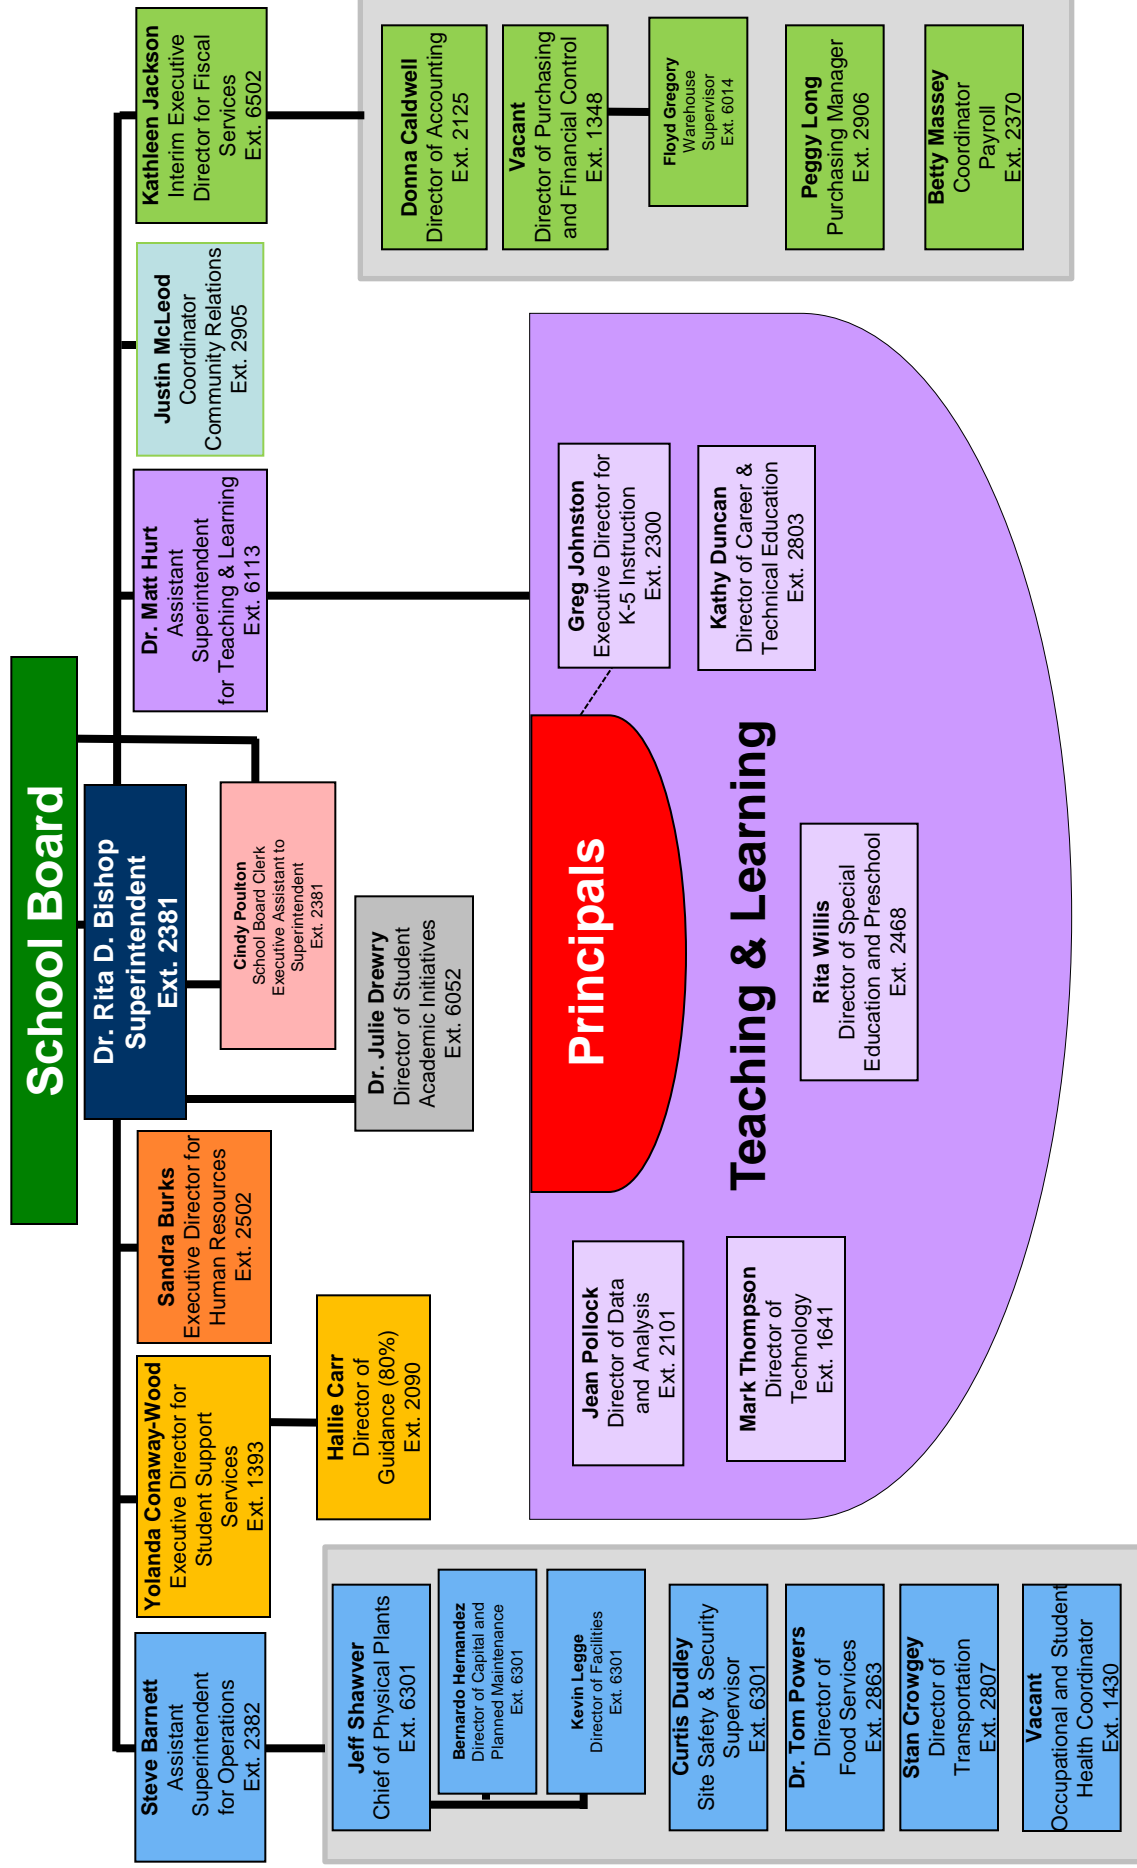 School Board
Dr. Rita D. Bishop
Superintendent
Ext. 2381
Steve Barnett
Assistant
Superintendent
for Operations
Ext. 2382
Yolanda Conaway-Wood
Executive Director for
Student Support
Services
Ext. 1393
Sandra Burks
Executive Director for
Human Resources
Ext. 2502
Cindy Poulton
School Board Clerk
Executive Assistant to
Superintendent
Ext. 2381
Dr. Matt Hurt
Assistant
Superintendent
for Teaching & Learning
Ext. 6113
Justin McLeod
Coordinator
Community Relations
Ext. 2905
Kathleen Jackson
Interim Executive
Director for Fiscal
Services
Ext. 6502
Hallie Carr
Director of
Guidance (80%)
Ext. 2090
Dr. Julie Drewry
Director of Student
Academic Initiatives
Ext. 6052
Jeff Shawver
Chief of Physical Plants
Ext. 6301
Bernardo Hernandez
Director of Capital and
Planned Maintenance
Ext. 6301
Kevin Legge
Director of Facilities
Ext. 6301
Curtis Dudley
Site Safety & Security
Supervisor
Ext. 6301
Dr. Tom Powers
Director of
Food Services
Ext. 2863
Stan Crowgey
Director of
Transportation
Ext. 2807
Vacant
Occupational and Student
Health Coordinator
Ext. 1430
Principals
Teaching & Learning
Jean Pollock
Director of Data
and Analysis
Ext. 2101
Mark Thompson
Director of
Technology
Ext. 1641
Rita Willis
Director of Special
Education and Preschool
Ext. 2468
Greg Johnston
Executive Director for
K-5 Instruction
Ext. 2300
Kathy Duncan
Director of Career &
Technical Education
Ext. 2803
Donna Caldwell
Director of Accounting
Ext. 2125
Vacant
Director of Purchasing
and Financial Control
Ext. 1348
Floyd Gregory
Warehouse
Supervisor
Ext. 6014
Peggy Long
Purchasing Manager
Ext. 2906
Betty Massey
Coordinator
Payroll
Ext. 2370